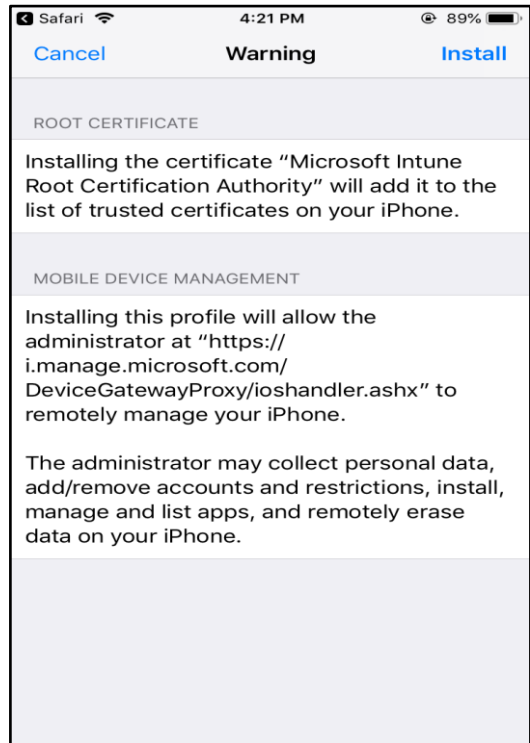 Safari 4:21 PM 89%
Cancel Warning Install
ROOT CERTIFICATE
Installing the certificate “Microsoft Intune
Root Certification Authority” will add it to the
list of trusted certificates on your iPhone.
MOBILE DEVICE MANAGEMENT
Installing this profile will allow the
administrator at “https://
i.manage.microsoft.com/
DeviceGatewayProxy/ioshandler.ashx” to
remotely manage your iPhone.
The administrator may collect personal data,
add/remove accounts and restrictions, install,
manage and list apps, and remotely erase
data on your iPhone.